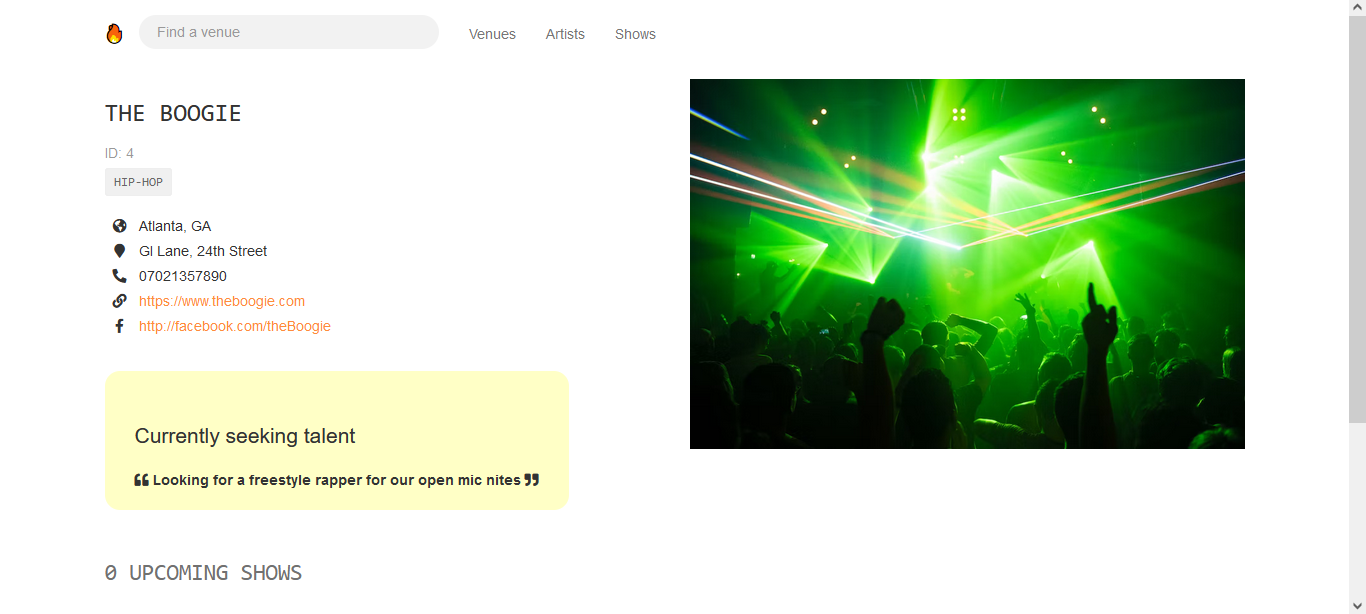 Find a venue
Venues
Artists
Shows
THE BOOGIE
ID: 4
HIP-HOP
Atlanta, GA
Gl Lane, 24th Street
07021357890
https://www.theboogie.com
http://facebook.com/theBoogie
Currently seeking talent
❝ Looking for a freestyle rapper for our open mic nites ❞
0 UPCOMING SHOWS